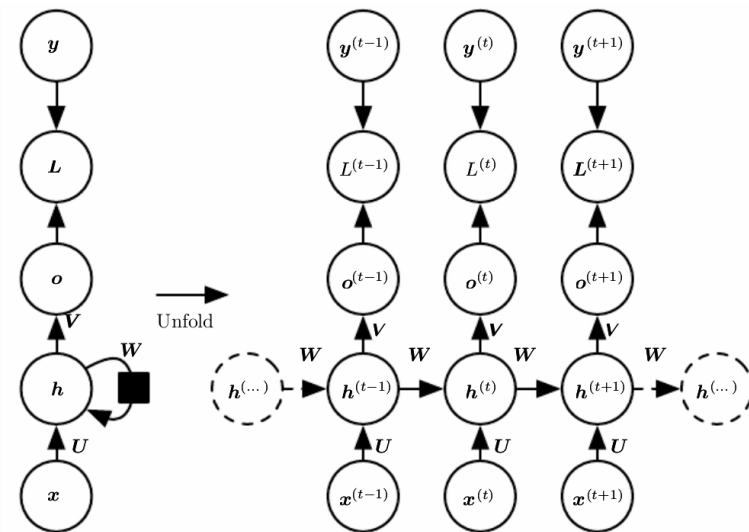 y y^(t−1) y^(t) y^(t+1)
L L^(t−1) L^(t) L^(t+1)
o o^(t−1) o^(t) o^(t+1)
V Unfold V V V
W W W W W
h h^(...) h^(t−1) h^(t) h^(t+1) h^(...)
U U U U
x x^(t−1) x^(t) x^(t+1)